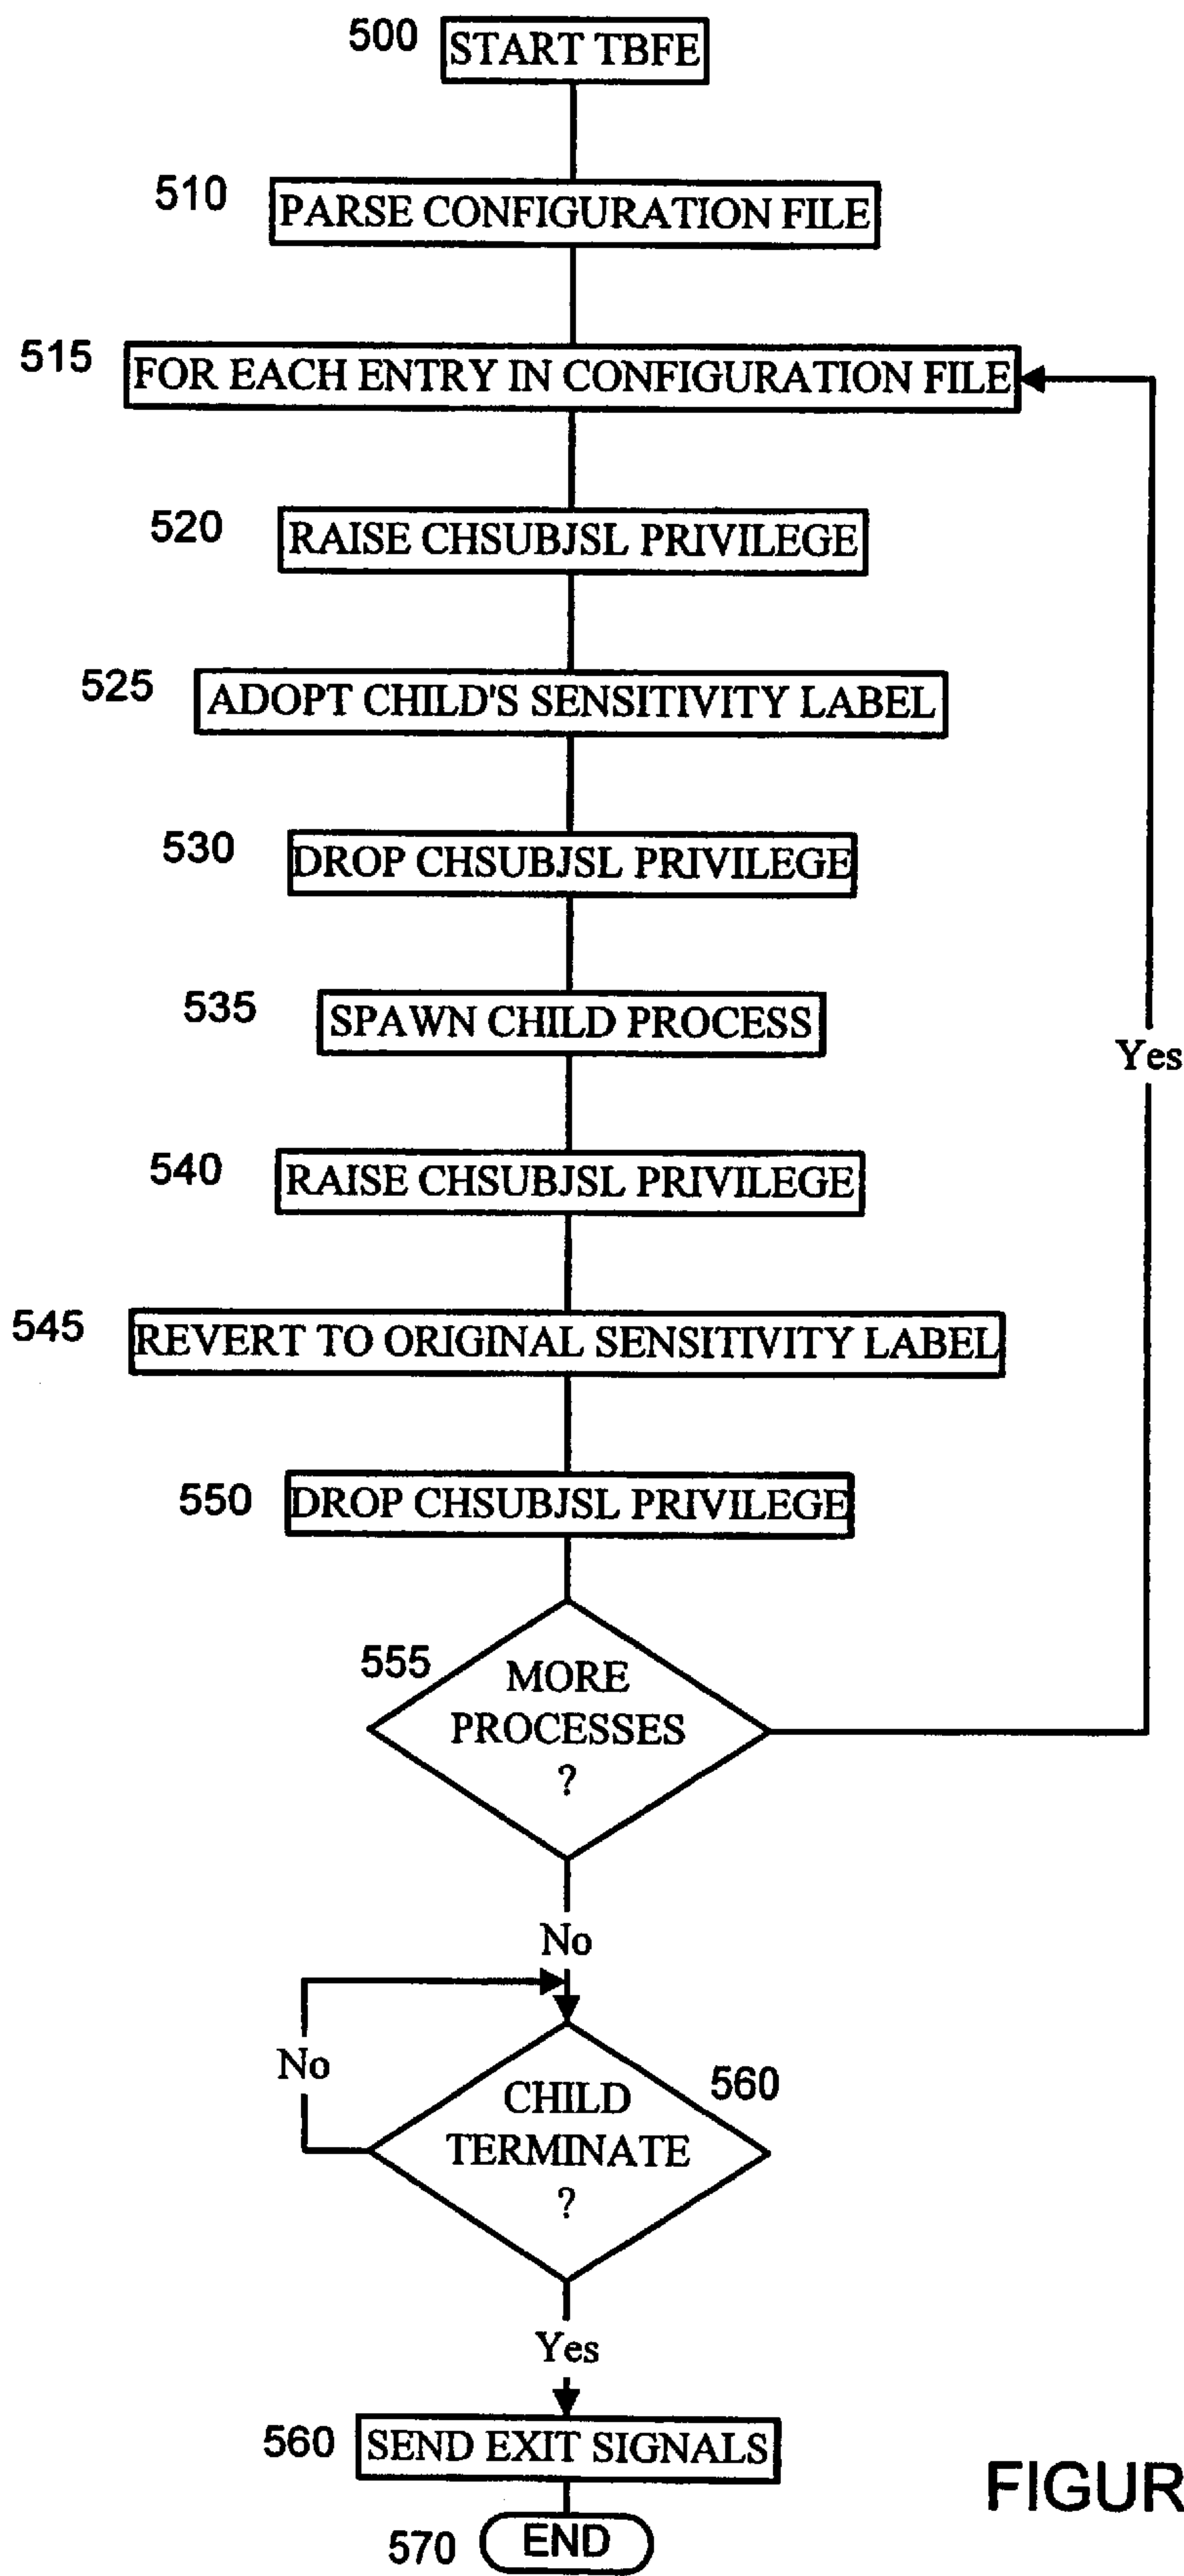 500 START TBFE
510 PARSE CONFIGURATION FILE
515 FOR EACH ENTRY IN CONFIGURATION FILE
520 RAISE CHSUBJSL PRIVILEGE
525 ADOPT CHILD'S SENSITIVITY LABEL
530 DROP CHSUBJSL PRIVILEGE
535 SPAWN CHILD PROCESS
Yes
540 RAISE CHSUBJSL PRIVILEGE
545 REVERT TO ORIGINAL SENSITIVITY LABEL
550 DROP CHSUBJSL PRIVILEGE
555 MORE
PROCESSES
?
No
No
CHILD 560
TERMINATE
?
Yes
560 SEND EXIT SIGNALS
FIGUR
570 END